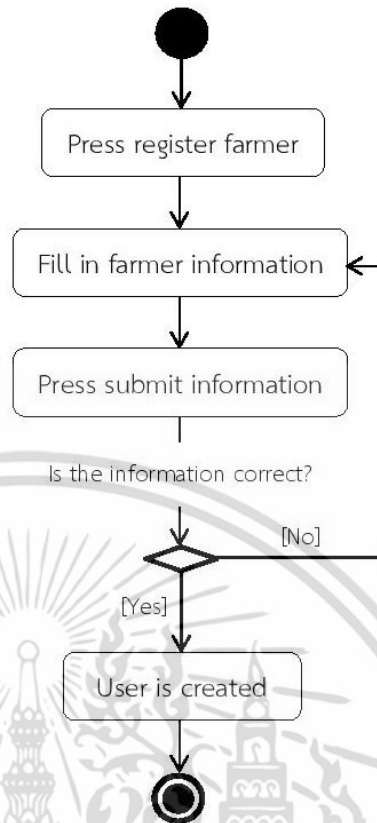 Press register farmer
Fill in farmer information
Press submit information
Is the information correct?
[No]
[Yes]
User is created